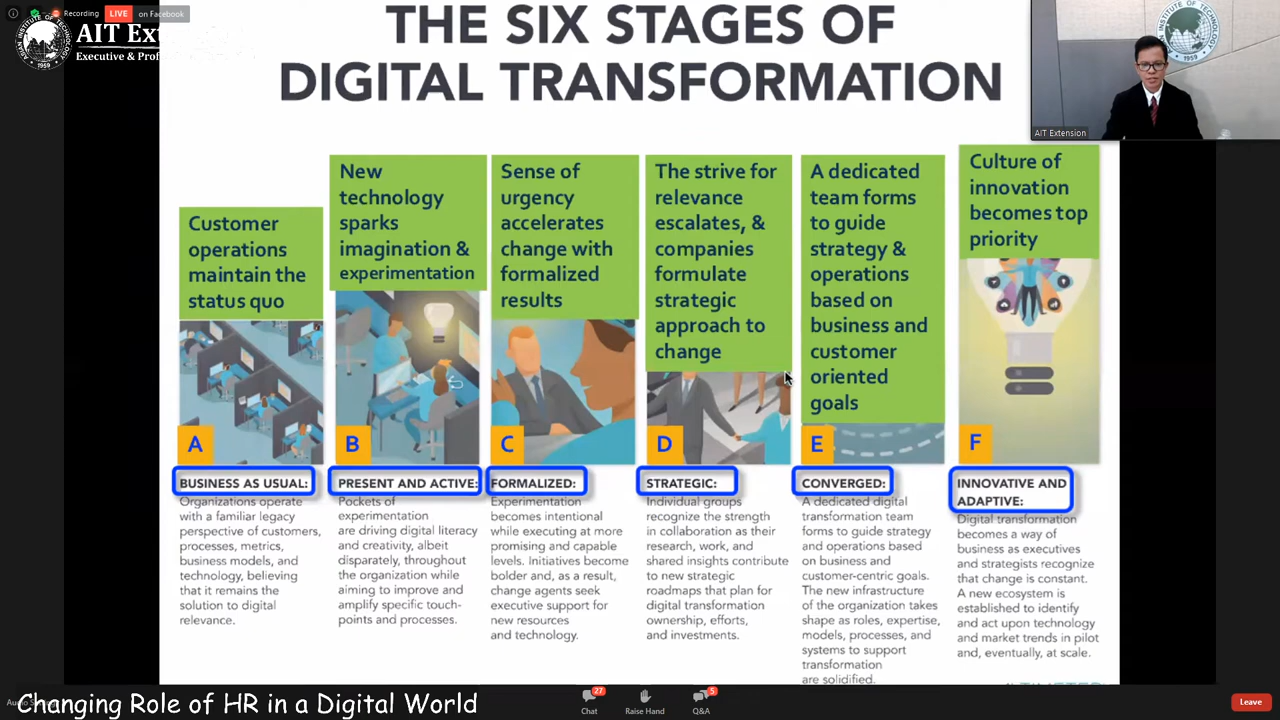 Recording
LIVE
on Facebook
AIT Ext
Executive & Prof
1959
THE SIX STAGES OF
DIGITAL TRANSFORMATION
AIT Extension
Customer
operations
maintain the
status quo
New
technology
sparks
imagination &
experimentation
Sense of
urgency
accelerates
change with
formalized
results
The strive for
relevance
escalates, &
companies
formulate
strategic
approach to
change
A dedicated
team forms
to guide
strategy &
operations
based on
business and
customer
oriented
goals
Culture of
innovation
becomes top
priority
A
B
C
D
E
F
BUSINESS AS USUAL:
Organizations operate
with a familiar legacy
perspective of customers,
processes, metrics,
business models, and
technology, believing
that it remains the
solution to digital
relevance.
PRESENT AND ACTIVE:
Pockets of
experimentation
are driving digital literacy
and creativity, albeit
disparately, throughout
the organization while
aiming to improve and
amplify specific touch-
points and processes.
FORMALIZED:
Experimentation
becomes intentional
while executing at more
promising and capable
levels. Initiatives become
bolder and, as a result,
change agents seek
executive support for
new resources
and technology.
STRATEGIC:
Individual groups
recognize the strength
in collaboration as their
research, work, and
shared insights contribute
to new strategic
roadmaps that plan for
digital transformation
ownership, efforts,
and investments.
CONVERGED:
A dedicated digital
transformation team
forms to guide strategy
and operations based
on business and
customer-centric goals.
The new infrastructure
of the organization takes
shape as roles, expertise,
models, processes, and
systems to support
transformation
are solidified.
INNOVATIVE AND
ADAPTIVE:
Digital transformation
becomes a way of
business as executives
and strategists recognize
that change is constant.
A new ecosystem is
established to identify
and act upon technology
and market trends in pilot
and, eventually, at scale.
Changing Role of HR in a Digital World
27
Chat
Raise Hand
5
Q&A
Leave